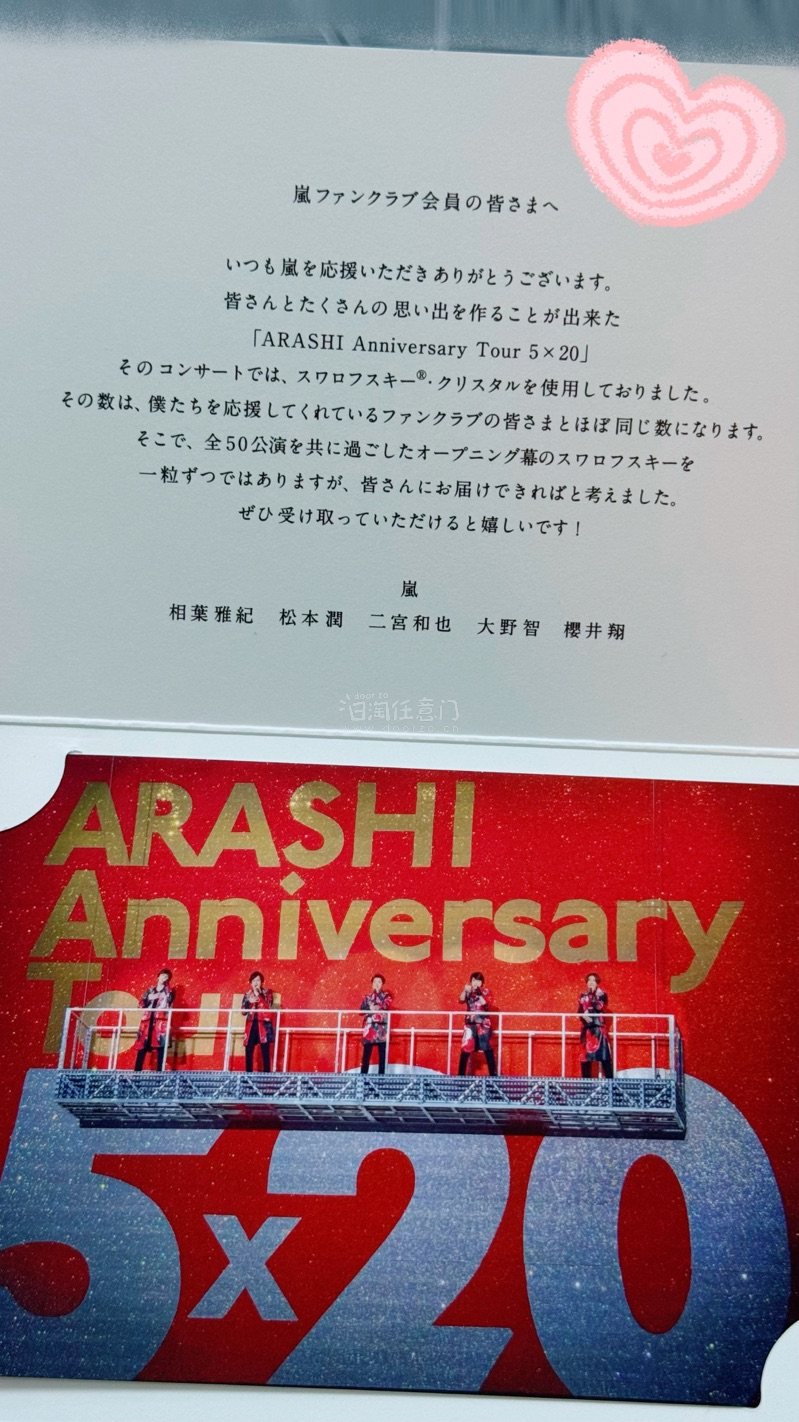 嵐ファンクラブ会員の皆さまへ
いつも嵐を応援いただきありがとうございます。
皆さんとたくさんの思い出を作ることが出来た
「ARASHI Anniversary Tour 5×20」
そのコンサートでは、スワロフスキー®・クリスタルを使用しておりました。
その数は、僕たちを応援してくれているファンクラブの皆さまとほぼ同じ数になります。
そこで、全50公演を共に過ごしたオープニング幕のスワロフスキーを
一粒ずつではありますが、皆さんにお届けできればと考えました。
ぜひ受け取っていただけると嬉しいです！
嵐
相葉雅紀 松本潤 二宮和也 大野智 櫻井翔
door zo
日淘任意门
www.doorzo.cn
ARASHI
Anniversary
Tour
5x20